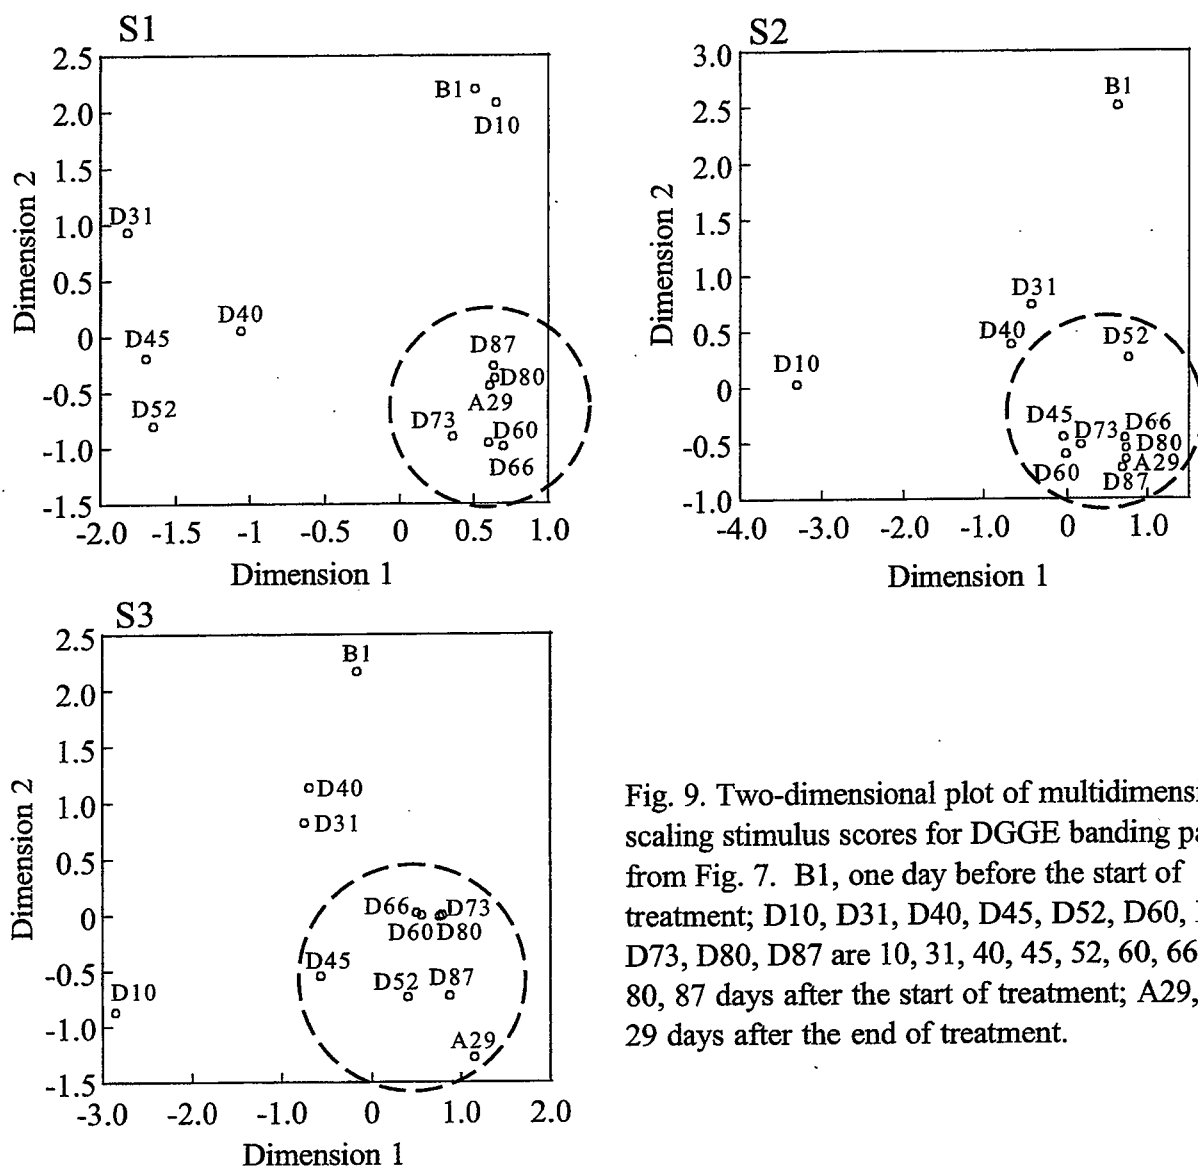 S1
2.5
2.0
1.5
1.0
0.5
0
-0.5
-1.0
-1.5
Dimension 2
B1
D10
D31
D40
D45
D52
D87
D80
A29
D73
D60
D66
-2.0 -1.5 -1 -0.5 0 0.5 1.0
Dimension 1
S2
3.0
2.5
2.0
1.5
1.0
0.5
0
-0.5
-1.0
Dimension 2
B1
D31
D40
D52
D10
D45
D73
D66
D80
D60
A29
D87
-4.0 -3.0 -2.0 -1.0 0 1.0
Dimension 1
S3
2.5
2.0
1.5
1.0
0.5
0
-0.5
-1.0
-1.5
Dimension 2
B1
D40
D31
D66
D73
D60
D80
D45
D52
D87
D10
A29
-3.0 -2.0 -1.0 0 1.0 2.0
Dimension 1
Fig. 9. Two-dimensional plot of
scaling stimulus scores for DGGE banding
from Fig. 7. B1, one day before the start of
treatment; D10, D31, D40, D45, D52, D60,
D73, D80, D87 are 10, 31, 40, 45, 52, 60, 66
80, 87 days after the start of treatment; A29,
29 days after the end of treatment.